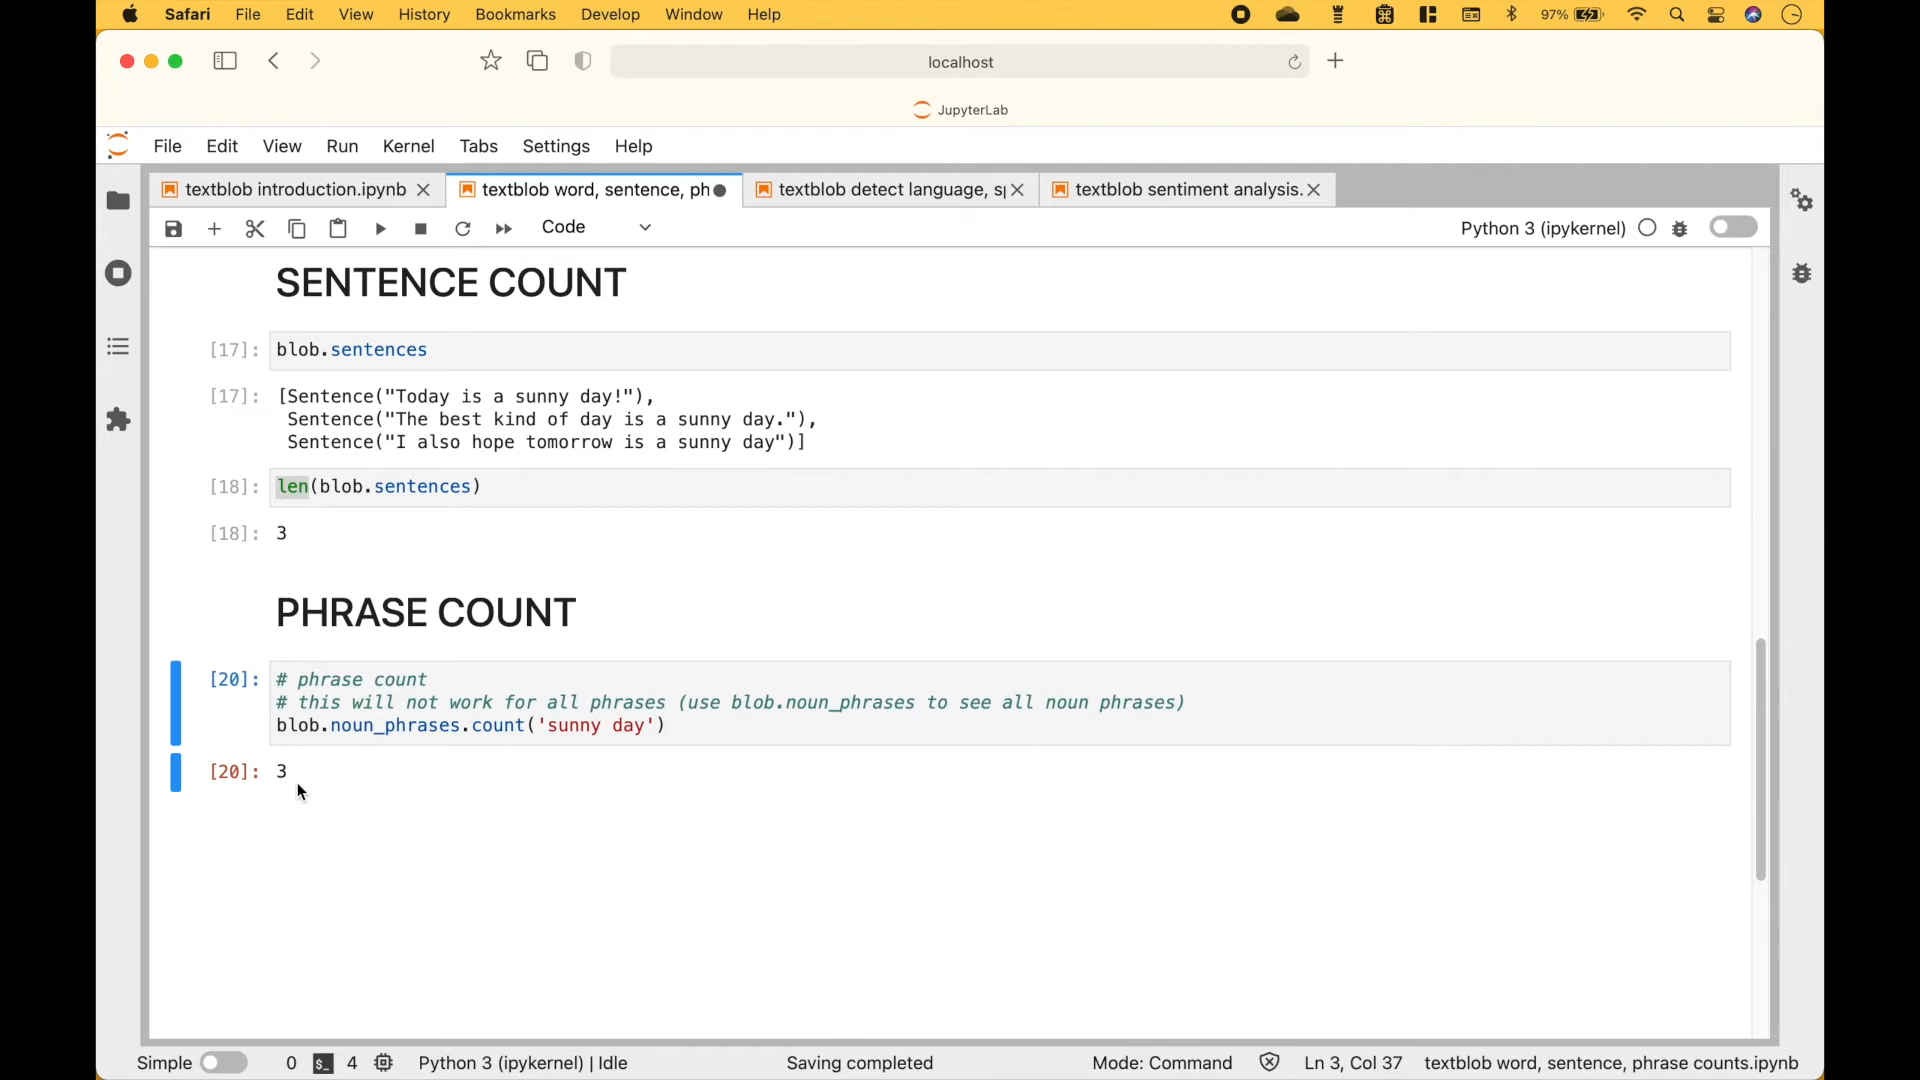 Safari File Edit View History Bookmarks Develop Window Help 97%
localhost
JupyterLab
File Edit View Run Kernel Tabs Settings Help
textblob introduction.ipynb textblob word, sentence, ph textblob detect language, sp textblob sentiment analysis.
Code Python 3 (ipykernel)
SENTENCE COUNT
[17]: blob.sentences
[17]: [Sentence("Today is a sunny day!"),
Sentence("The best kind of day is a sunny day."),
Sentence("I also hope tomorrow is a sunny day")]
[18]: len(blob.sentences)
[18]: 3
PHRASE COUNT
[20]: # phrase count
# this will not work for all phrases (use blob.noun_phrases to see all noun phrases)
blob.noun_phrases.count('sunny day')
[20]: 3
Simple 0 $_ 4 Python 3 (ipykernel) | Idle Saving completed Mode: Command Ln 3, Col 37 textblob word, sentence, phrase counts.ipynb